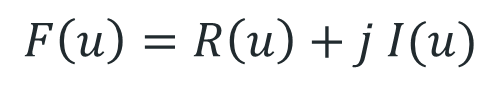 F(u) = R(u) + j I(u)